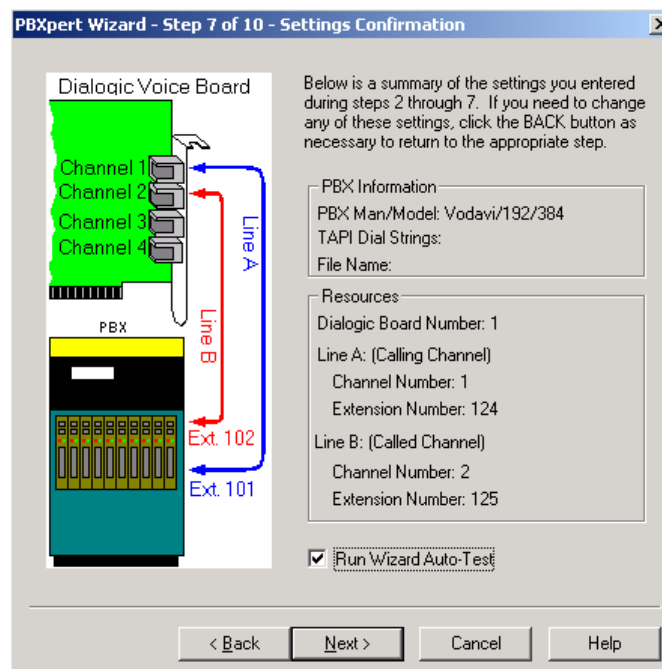 PBXpert Wizard - Step 7 of 10 - Settings Confirmation
Dialogic Voice Board
Channel 1
Channel 2
Channel 3
Channel 4
Line A
Line B
PBX
Ext. 102
Ext. 101
Below is a summary of the settings you entered
during steps 2 through 7. If you need to change
any of these settings, click the BACK button as
necessary to return to the appropriate step.
PBX Information
PBX Man/Model: Vodavi/192/384
TAPI Dial Strings:
File Name:
Resources
Dialogic Board Number: 1
Line A: (Calling Channel)
Channel Number: 1
Extension Number: 124
Line B: (Called Channel)
Channel Number: 2
Extension Number: 125
Run Wizard Auto-Test
< Back
Next >
Cancel
Help